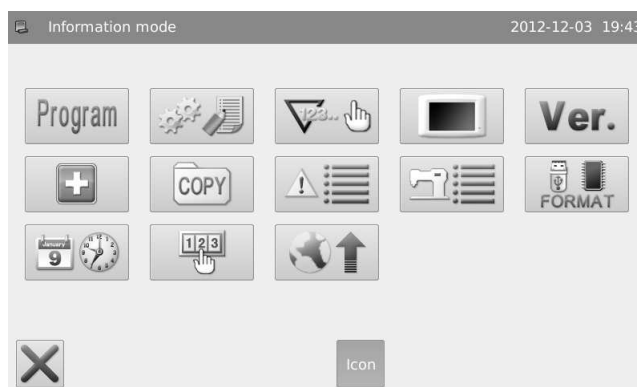 Information mode 2012-12-03 19:43
Program 123... Ver.
COPY FORMAT
January 9 123
Icon